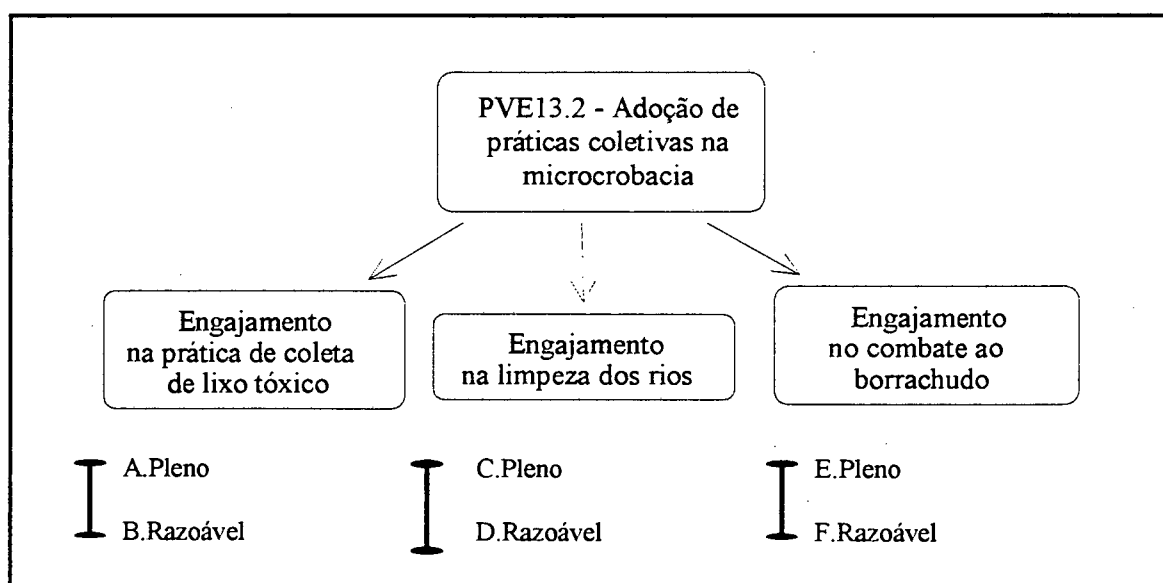 PVE13.2 - Adoção de
práticas coletivas na
microcrobacia
Engajamento
na prática de coleta
de lixo tóxico
Engajamento
na limpeza dos rios
Engajamento
no combate ao
borrachudo
A.Pleno
B.Razoável
C.Pleno
D.Razoável
E.Pleno
F.Razoável